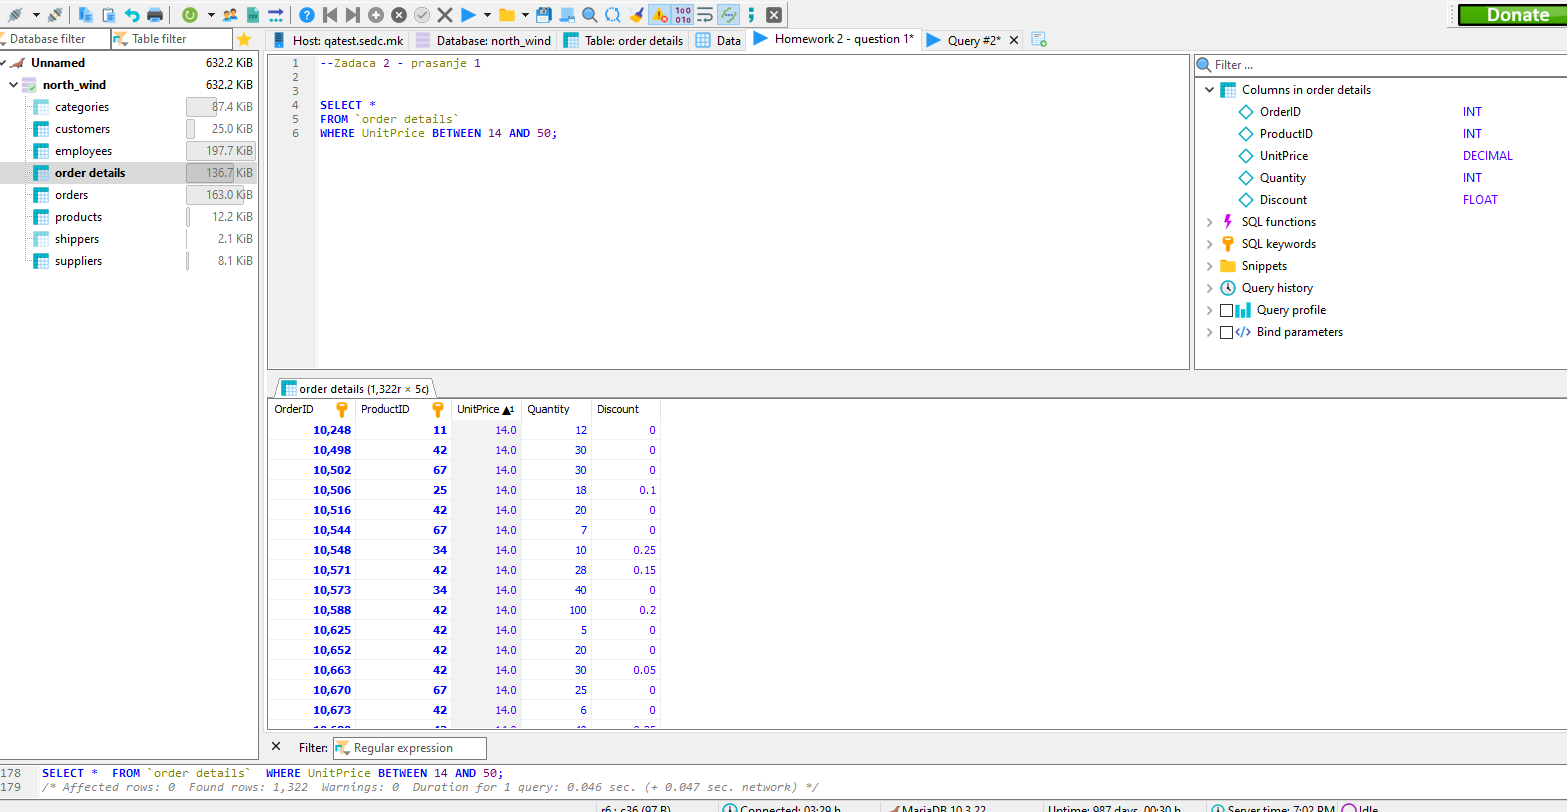 Donate
Database filter
Table filter
Host: qatest.sedc.mk
Database: north_wind
Table: order details
Data
Homework 2 - question 1*
Query #2*
Unnamed 632.2 KiB
north_wind 632.2 KiB
categories 87.4 KiB
customers 25.0 KiB
employees 197.7 KiB
order details 136.7 KiB
orders 163.0 KiB
products 12.2 KiB
shippers 2.1 KiB
suppliers 8.1 KiB
1 --Zadaca 2 - prasanje 1
2
3
4 SELECT *
5 FROM `order details`
6 WHERE UnitPrice BETWEEN 14 AND 50;
Filter ...
Columns in order details
OrderID INT
ProductID INT
UnitPrice DECIMAL
Quantity INT
Discount FLOAT
SQL functions
SQL keywords
Snippets
Query history
Query profile
Bind parameters
order details (1,322r × 5c)
OrderID ProductID UnitPrice ▲1 Quantity Discount
10,248 11 14.0 12 0
10,498 42 14.0 30 0
10,502 67 14.0 30 0
10,506 25 14.0 18 0.1
10,516 42 14.0 20 0
10,544 67 14.0 7 0
10,548 34 14.0 10 0.25
10,571 42 14.0 28 0.15
10,573 34 14.0 40 0
10,588 42 14.0 100 0.2
10,625 42 14.0 5 0
10,652 42 14.0 20 0
10,663 42 14.0 30 0.05
10,670 67 14.0 25 0
10,673 42 14.0 6 0
Filter: Regular expression
178 SELECT * FROM `order details` WHERE UnitPrice BETWEEN 14 AND 50;
179 /* Affected rows: 0 Found rows: 1,322 Warnings: 0 Duration for 1 query: 0.046 sec. (+ 0.047 sec. network) */
r6 : c36 (97 B)
Connected: 03:29 h
MariaDB 10.3.22
Uptime: 987 days, 00:30 h
Server time: 7:02 PM
Idle.